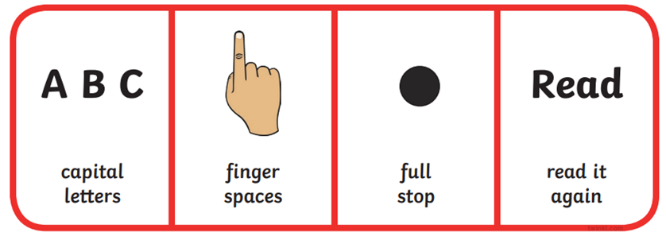 A B C
capital
letters
finger
spaces
full
stop
Read
read it
again